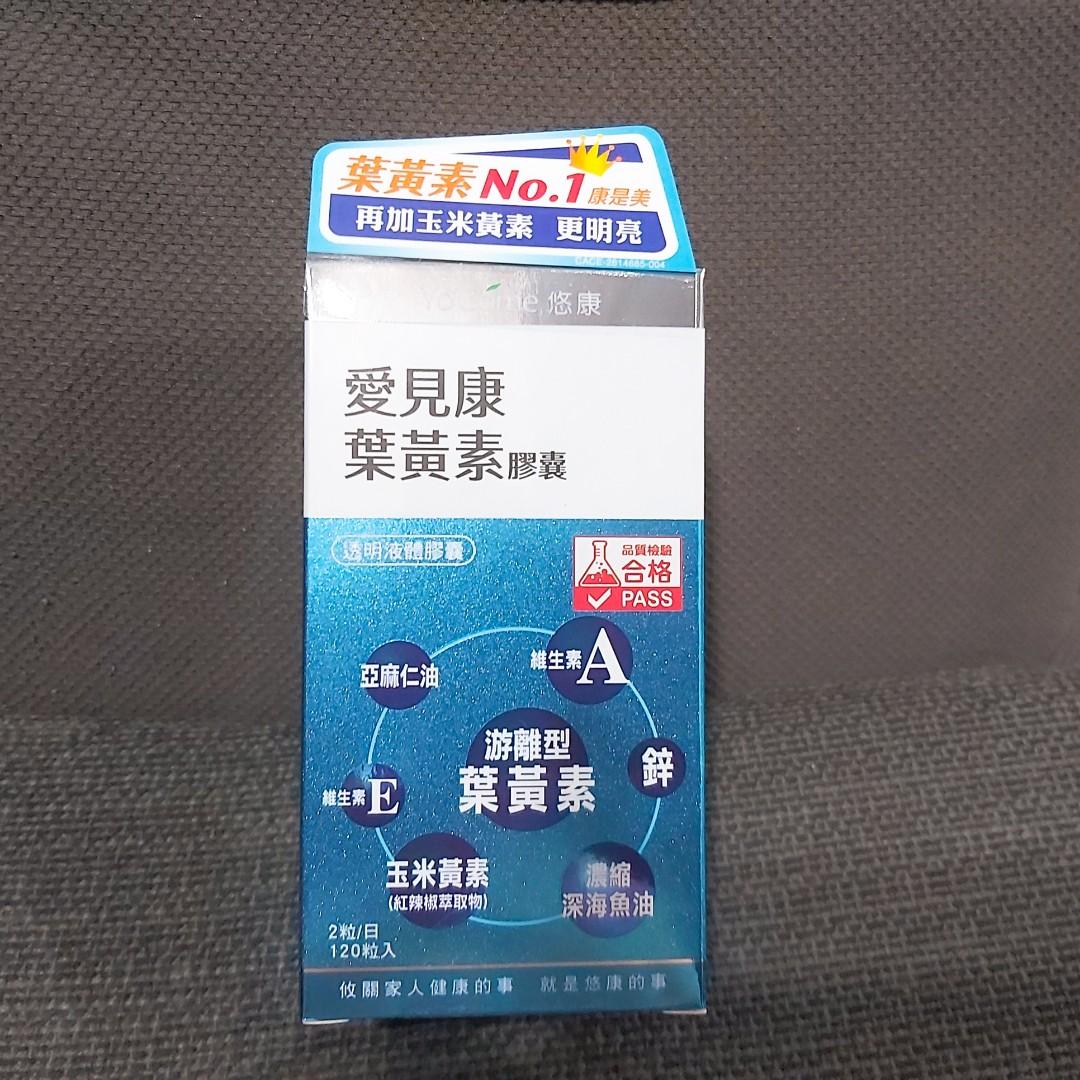 葉黃素 No.1 康是美
再加玉米黃素 更明亮
CACE-2814685-004
悠康
愛見康
葉黃素膠囊
透明液體膠囊
品質檢驗
合格
PASS
維生素A
亞麻仁油
游離型
葉黃素
鋅
維生素E
玉米黃素
(紅辣椒萃取物)
濃縮
深海魚油
2粒/日
120粒入
攸關家人健康的事 就是悠康的事